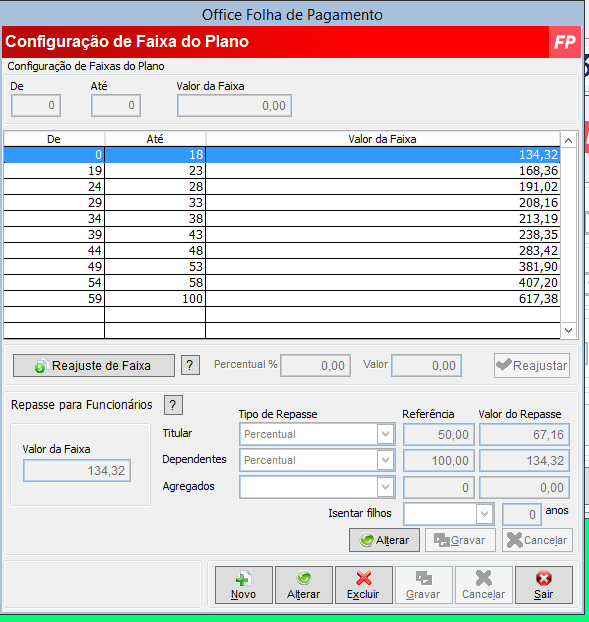 Office Folha de Pagamento
Configuração de Faixa do Plano FP
Configuração de Faixas do Plano
De Até Valor da Faixa
0 0 0,00
De Até Valor da Faixa
0 18 134,32
19 23 168,36
24 28 191,02
29 33 208,16
34 38 213,19
39 43 238,35
44 48 283,42
49 53 381,90
54 58 407,20
59 100 617,38
Reajuste de Faixa ? Percentual % 0,00 Valor 0,00 Reajustar
Repasse para Funcionários ?
Tipo de Repasse Referência Valor do Repasse
Titular Percentual 50,00 67,16
Valor da Faixa
134,32
Dependentes Percentual 100,00 134,32
Agregados 0 0,00
Isentar filhos 0 anos
Alterar Gravar Cancelar
Novo Alterar Excluir Gravar Cancelar Sair